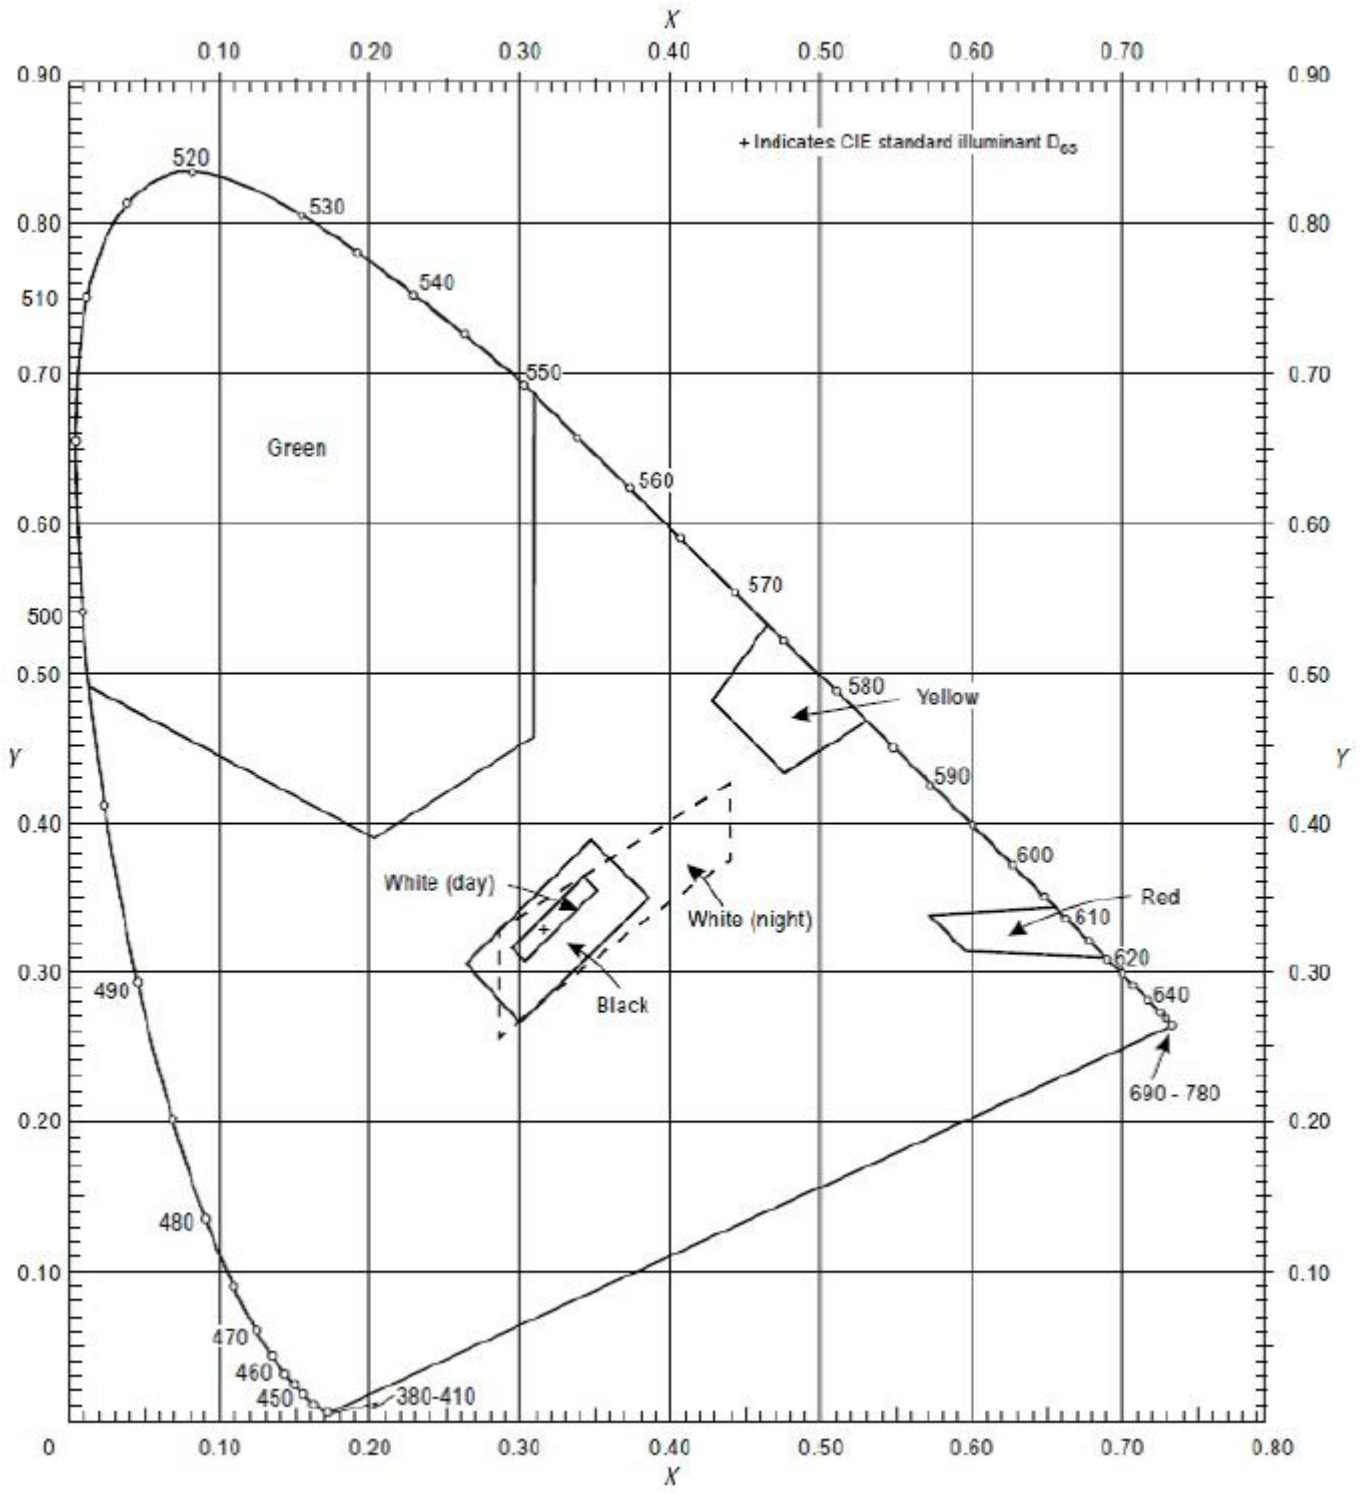 X
0.10 0.20 0.30 0.40 0.50 0.60 0.70
0.90 0.90
+ Indicates CIE standard illuminant D65
520
530
0.80 0.80
540
510
550
0.70 0.70
Green
560
0.60 0.60
570
500
0.50 0.50
580
Yellow
Y Y
590
0.40 0.40
600
White (day)
Red
610
White (night)
620
0.30 0.30
490
640
Black
690 - 780
0.20 0.20
480
0.10 0.10
470
460
450
380-410
0 0.10 0.20 0.30 0.40 0.50 0.60 0.70 0.80
X